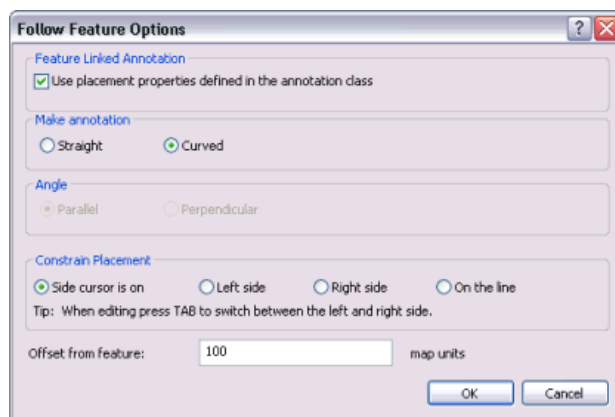 Follow Feature Options
Feature Linked Annotation
Use placement properties defined in the annotation class
Make annotation
Straight Curved
Angle
Parallel Perpendicular
Constrain Placement
Side cursor is on Left side Right side On the line
Tip: When editing press TAB to switch between the left and right side.
Offset from feature: 100 map units
OK Cancel